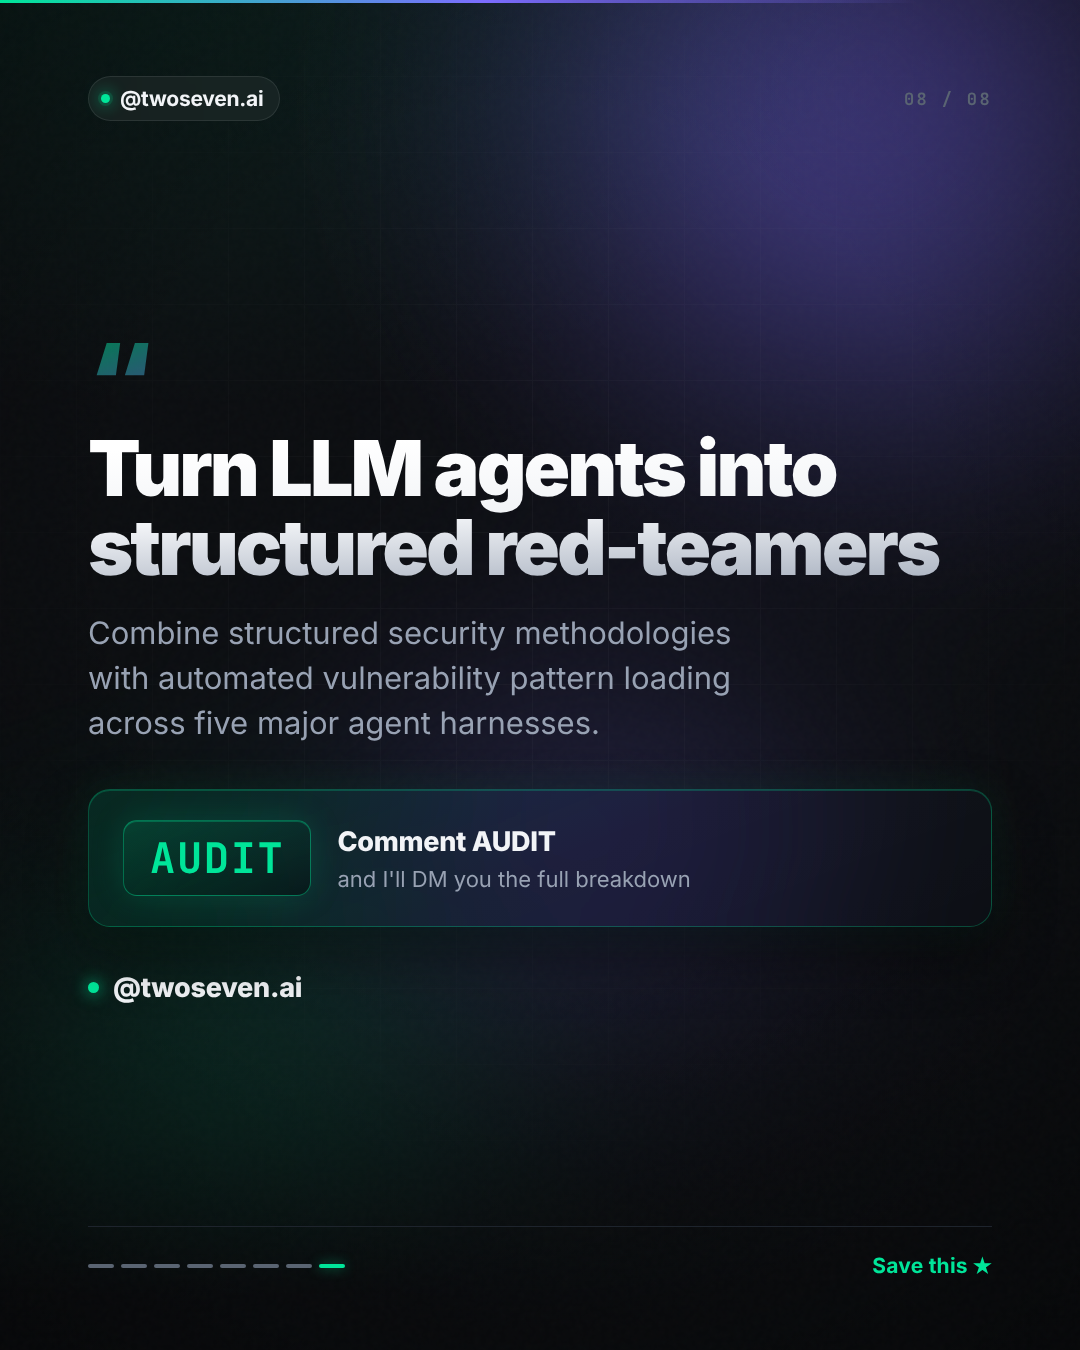 @twoseven.ai
08 / 08
"
Turn LLM agents into
structured red-teamers
Combine structured security methodologies
with automated vulnerability pattern loading
across five major agent harnesses.
AUDIT
Comment AUDIT
and I'll DM you the full breakdown
@twoseven.ai
Save this ★